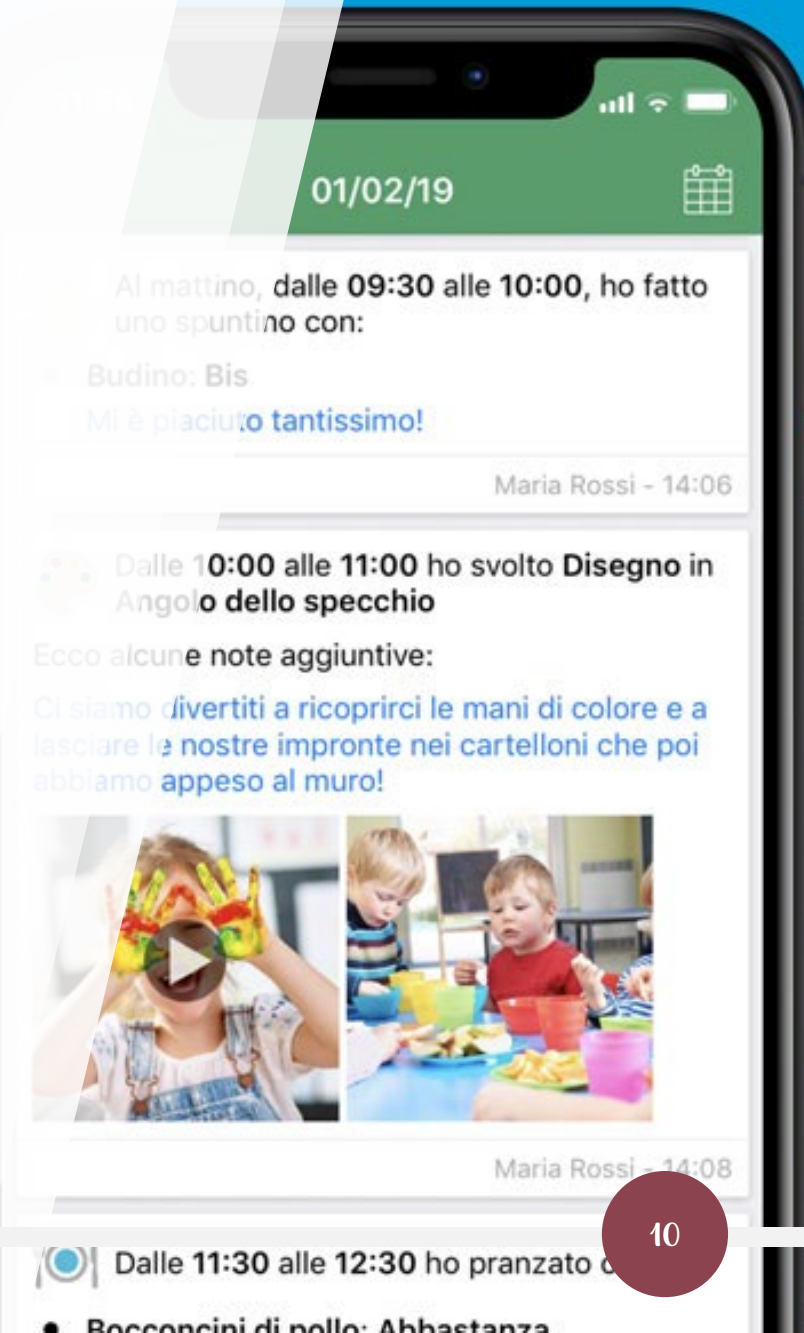 01/02/19
Al mattino, dalle 09:30 alle 10:00, ho fatto
uno spuntino con:
Budino: Bis
Mi è piaciuto tantissimo!
Maria Rossi - 14:06
Dalle 10:00 alle 11:00 ho svolto Disegno in
Angolo dello specchio
Ecco alcune note aggiuntive:
Ci siamo divertiti a ricoprirci le mani di colore e a
lasciare le nostre impronte nei cartelloni che poi
abbiamo appeso al muro!
Maria Rossi - 14:08
10
Dalle 11:30 alle 12:30 ho pranzato
Bocconcini di pollo: Abbastanza